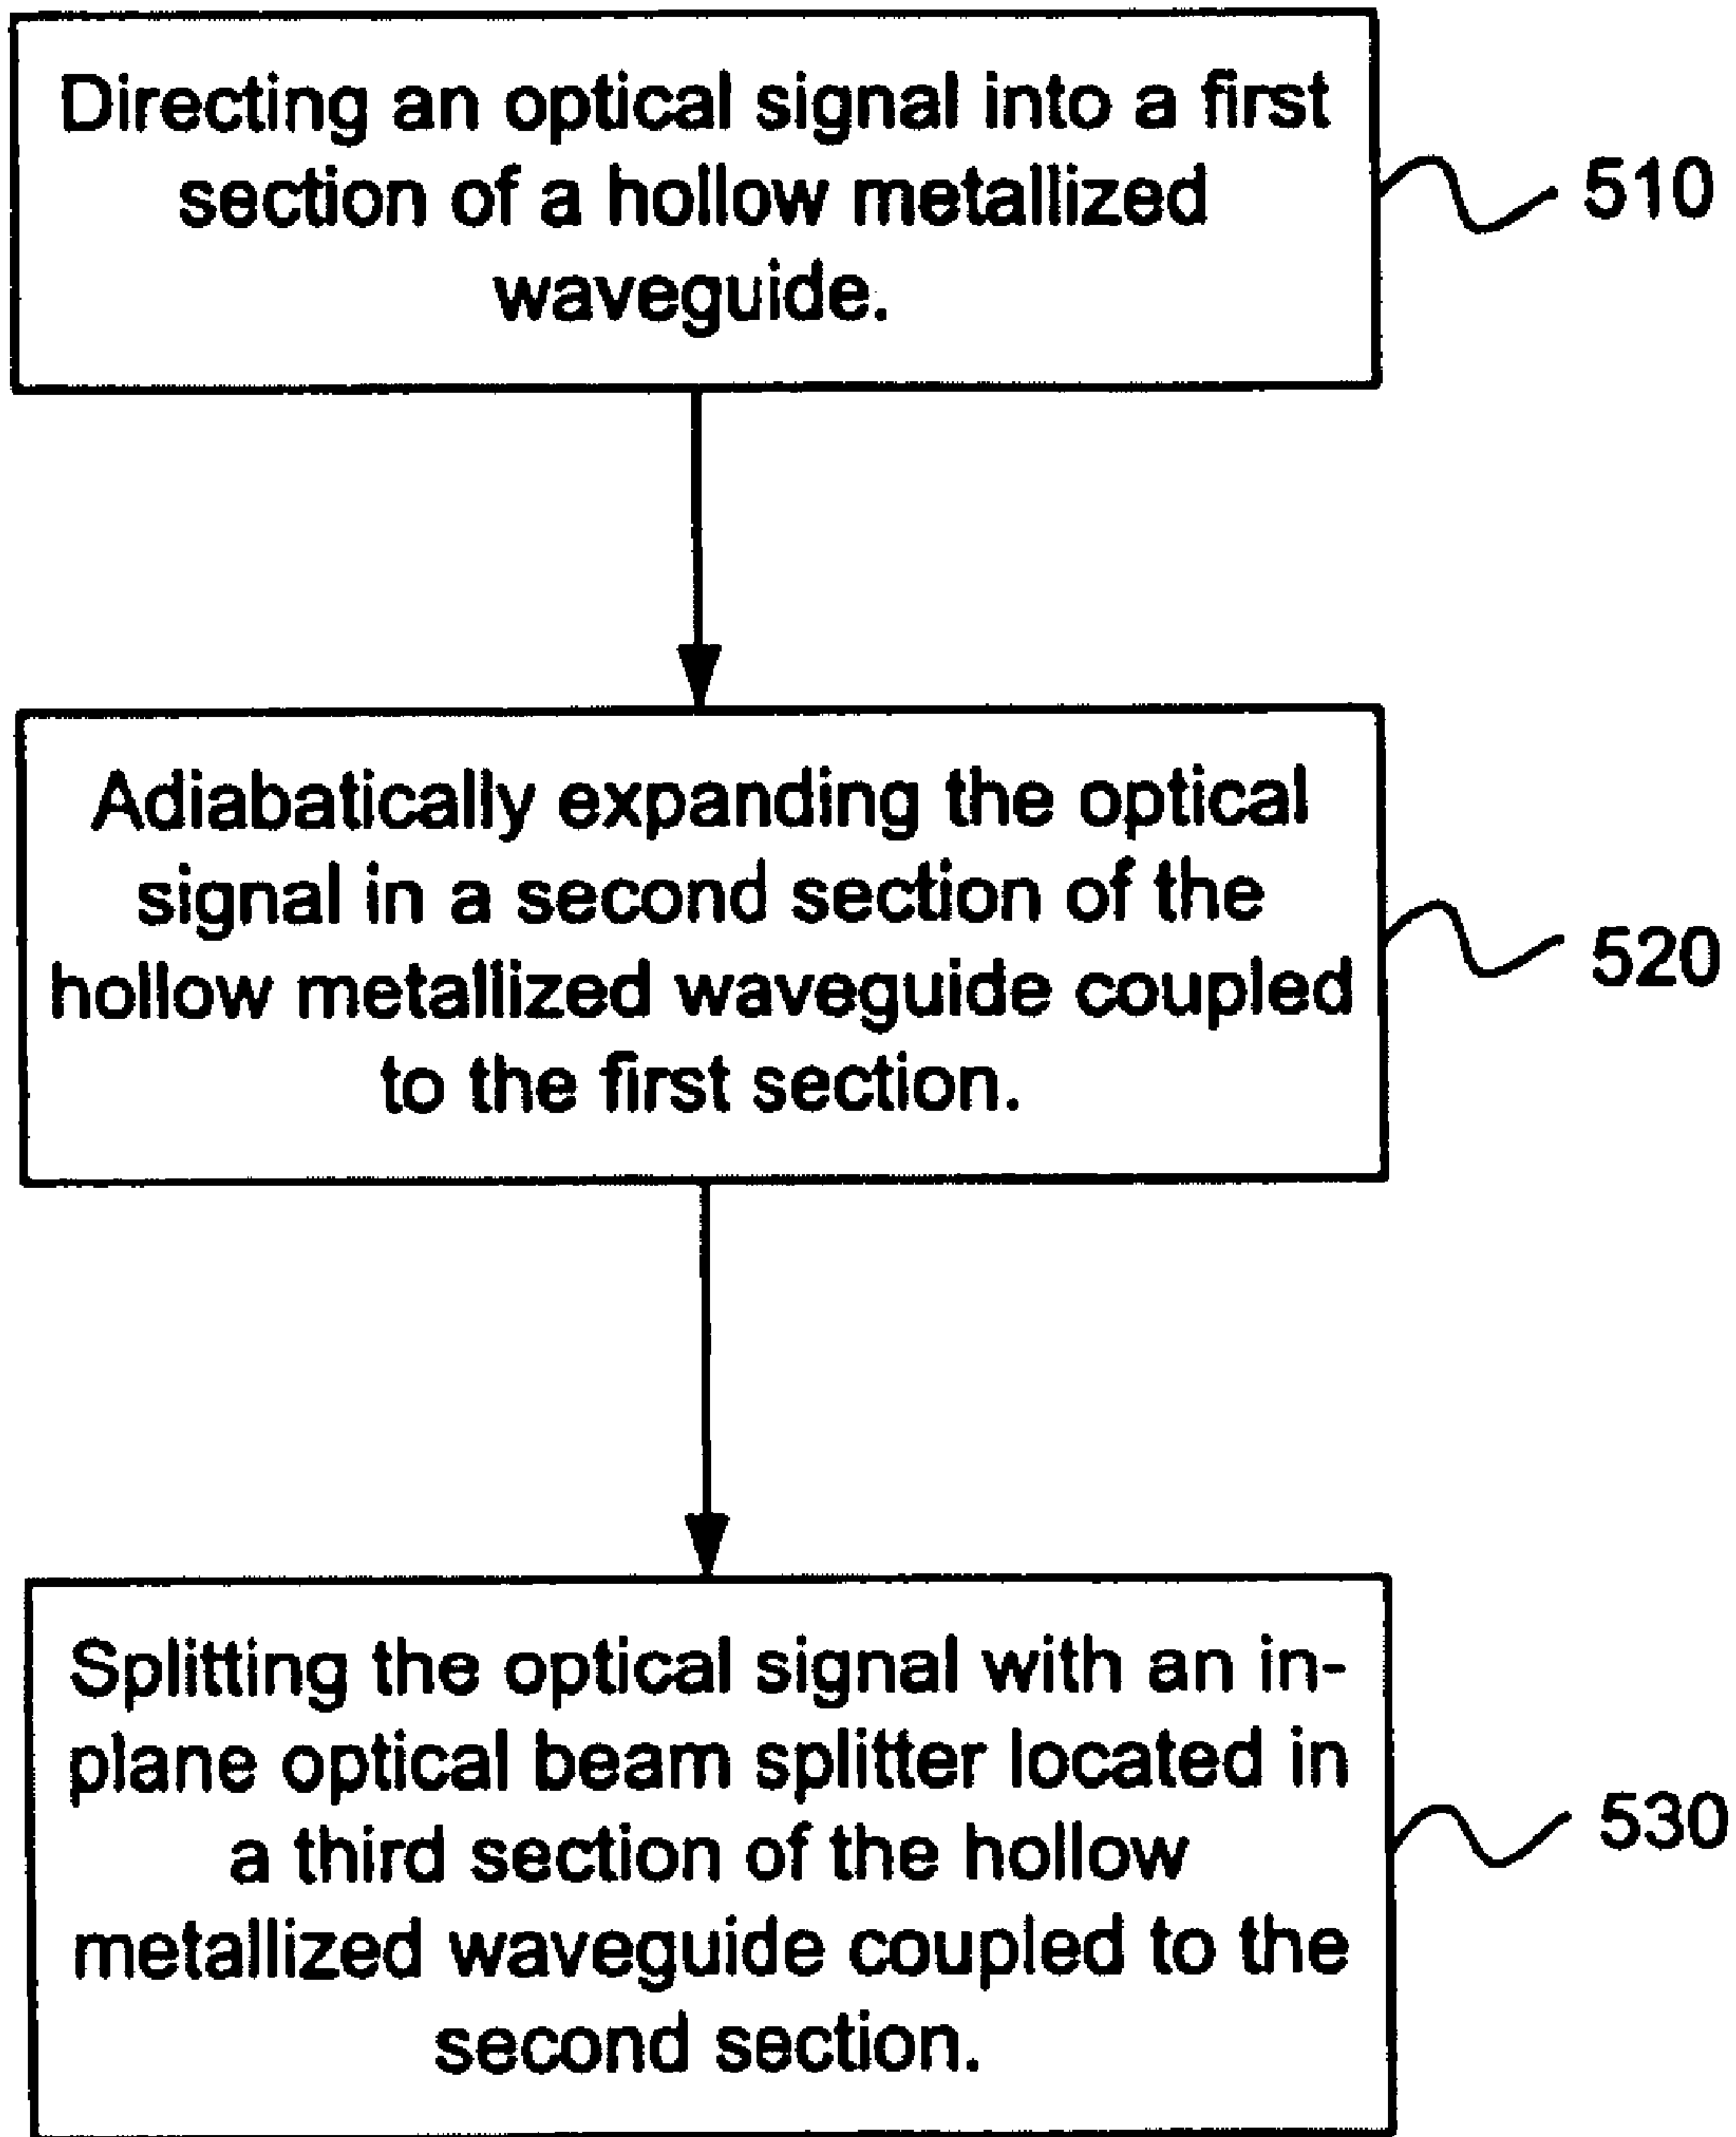 Directing an optical signal into a first
section of a hollow metallized
waveguide.
510
Adiabatically expanding the optical
signal in a second section of the
hollow metallized waveguide coupled
to the first section.
520
Splitting the optical signal with an in-
plane optical beam splitter located in
a third section of the hollow
metallized waveguide coupled to the
second section.
530